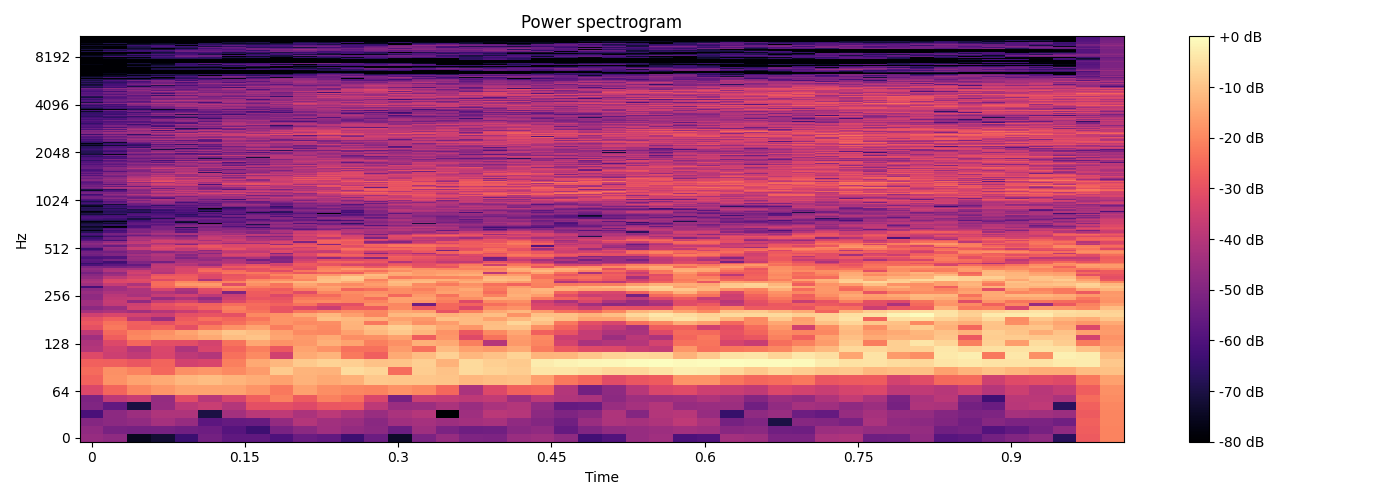 Power spectrogram
Hz
8192
4096
2048
1024
512
256
128
64
0
0 0.15 0.3 0.45 0.6 0.75 0.9
Time
+0 dB
-10 dB
-20 dB
-30 dB
-40 dB
-50 dB
-60 dB
-70 dB
-80 dB